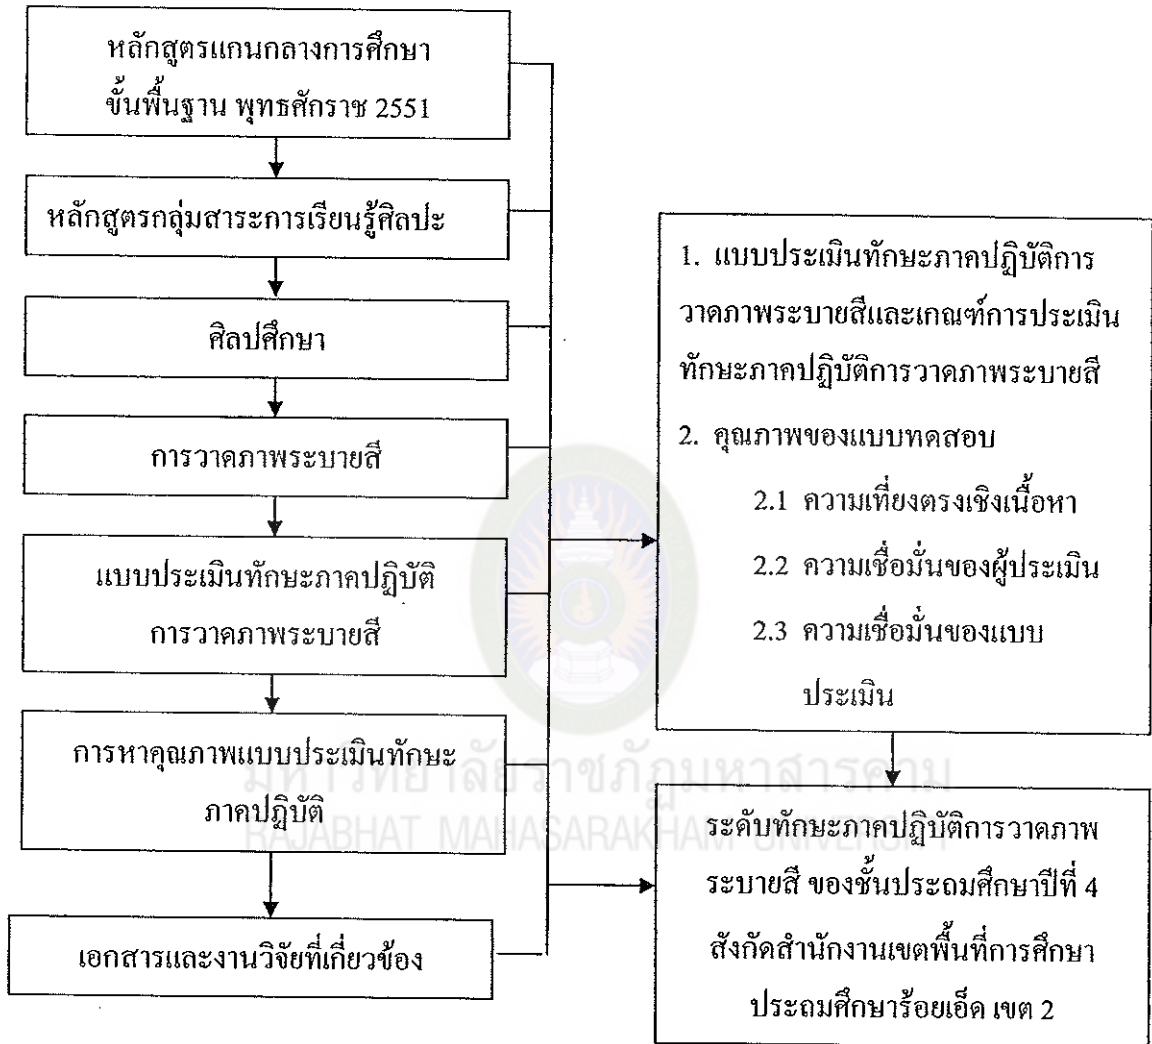 หลักสูตรแกนกลางการศึกษา
ขั้นพื้นฐาน พุทธศักราช 2551
หลักสูตรกลุ่มสาระการเรียนรู้ศิลปะ
ศิลปศึกษา
การวาดภาพระบายสี
แบบประเมินทักษะภาคปฏิบัติ
การวาดภาพระบายสี
การหาคุณภาพแบบประเมินทักษะ
ภาคปฏิบัติ
เอกสารและงานวิจัยที่เกี่ยวข้อง
1. แบบประเมินทักษะภาคปฏิบัติการ
วาดภาพระบายสีและเกณฑ์การประเมิน
ทักษะภาคปฏิบัติการวาดภาพระบายสี
2. คุณภาพของแบบทดสอบ
2.1 ความเที่ยงตรงเชิงเนื้อหา
2.2 ความเชื่อมั่นของผู้ประเมิน
2.3 ความเชื่อมั่นของแบบ
ประเมิน
ระดับทักษะภาคปฏิบัติการวาดภาพ
ระบายสี ของชั้นประถมศึกษาปีที่ 4
สังกัดสำนักงานเขตพื้นที่การศึกษา
ประถมศึกษาร้อยเอ็ด เขต 2
มหาวิทยาลัยราชภัฏมหาสารคาม
RAJABHAT MAHASARAKHAM UNIVERSITY